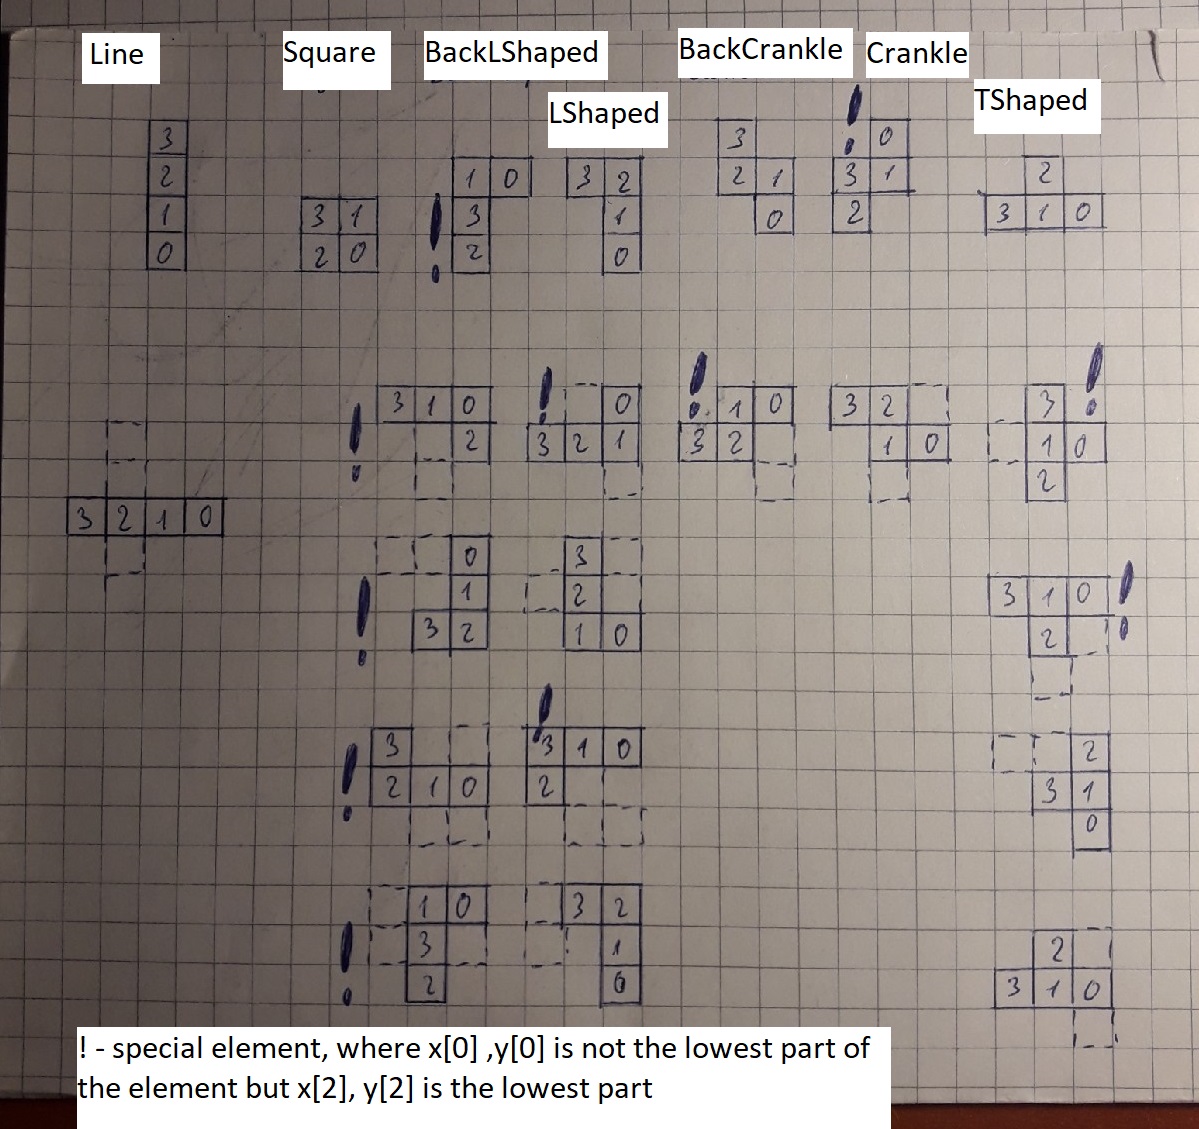 Line Square BackLShaped BackCrankle Crankle
LShaped TShaped
3 3 ! 0
2 1 0 3 2 2 1 3 1 2
1 3 1 ! 3 1 0 2 3 1 0
0 2 0 2 0
! ! !
! 3 1 0 0 1 0 3 2 3
2 3 2 1 3 2 1 0 1 0
2
3 2 1 0
0 3
! 1 2 3 1 0 !
3 2 1 0 2
! !
3 3 1 0 2
2 1 0 2 3 1
0
1 0 3 2
! 3 1 2
2 0 3 1 0
! - special element, where x[0] ,y[0] is not the lowest part of
the element but x[2], y[2] is the lowest part